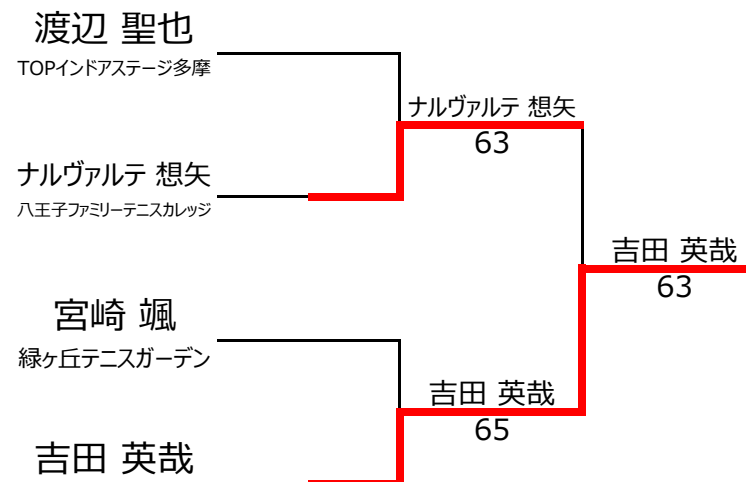 渡辺 聖也
TOPインドアステージ多摩
ナルヴァルテ 想矢
63
ナルヴァルテ 想矢
八王子ファミリーテニスカレッジ
吉田 英哉
63
宮崎 颯
緑ヶ丘テニスガーデン
吉田 英哉
65
吉田 英哉